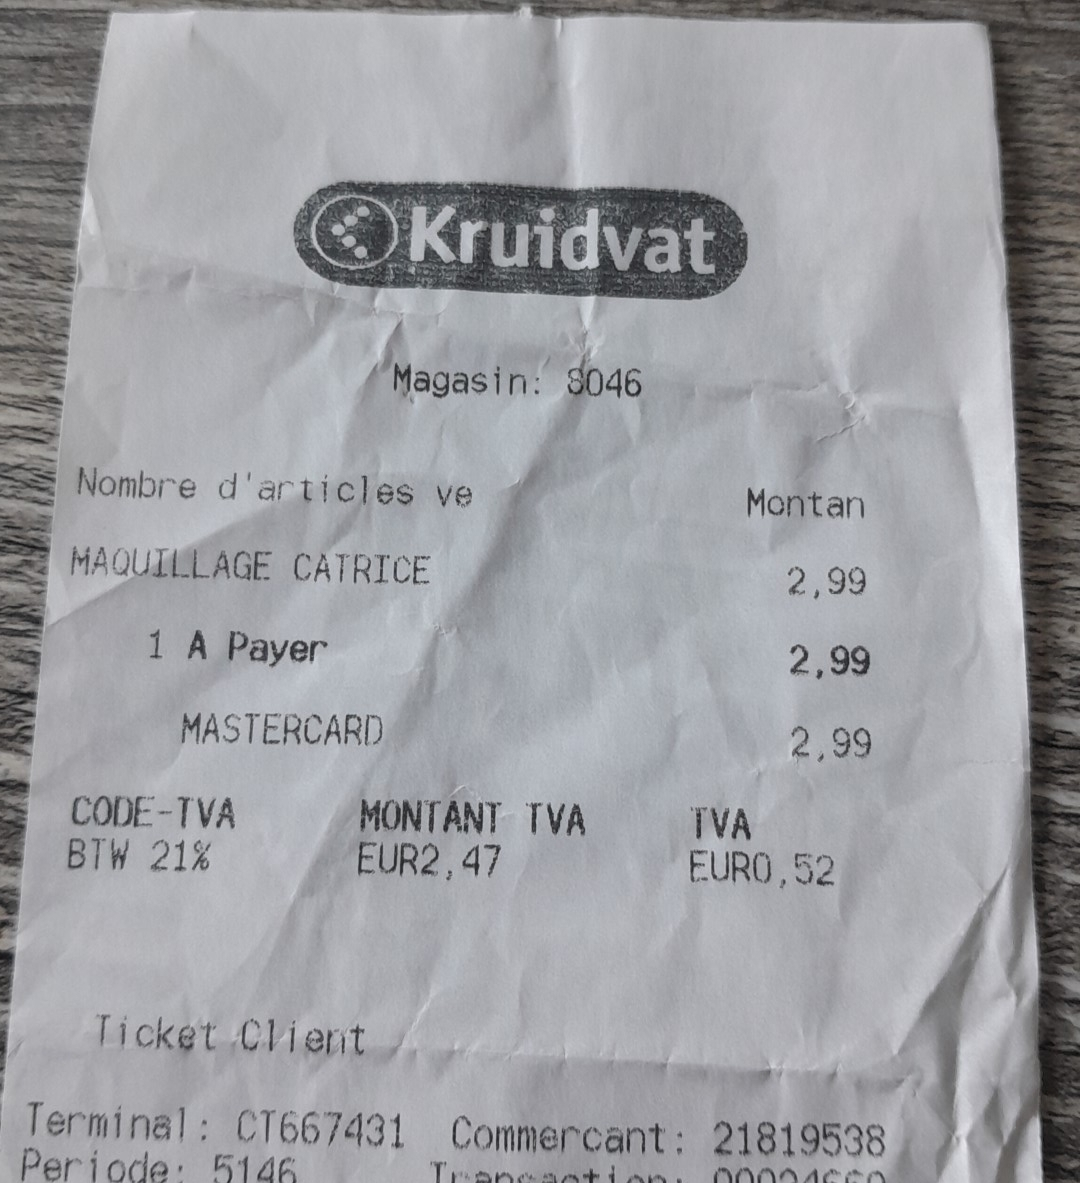 Kruidvat
Magasin: 8046
Nombre d'articles ve Montan
MAQUILLAGE CATRICE 2,99
1 A Payer 2,99
MASTERCARD 2,99
CODE-TVA MONTANT TVA TVA
BTW 21% EUR2,47 EUR0,52
Ticket Client
Terminal: CT667431 Commercant: 21819538
Periode: 5146 Transaction: